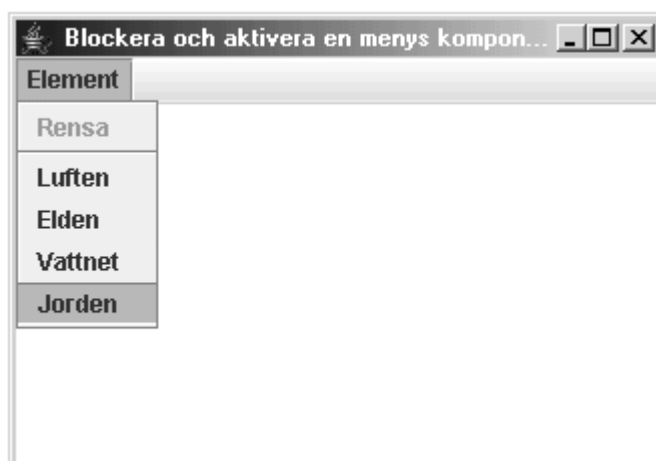 Blockera och aktivera en menys kompon...
Element
Rensa
Luften
Elden
Vattnet
Jorden